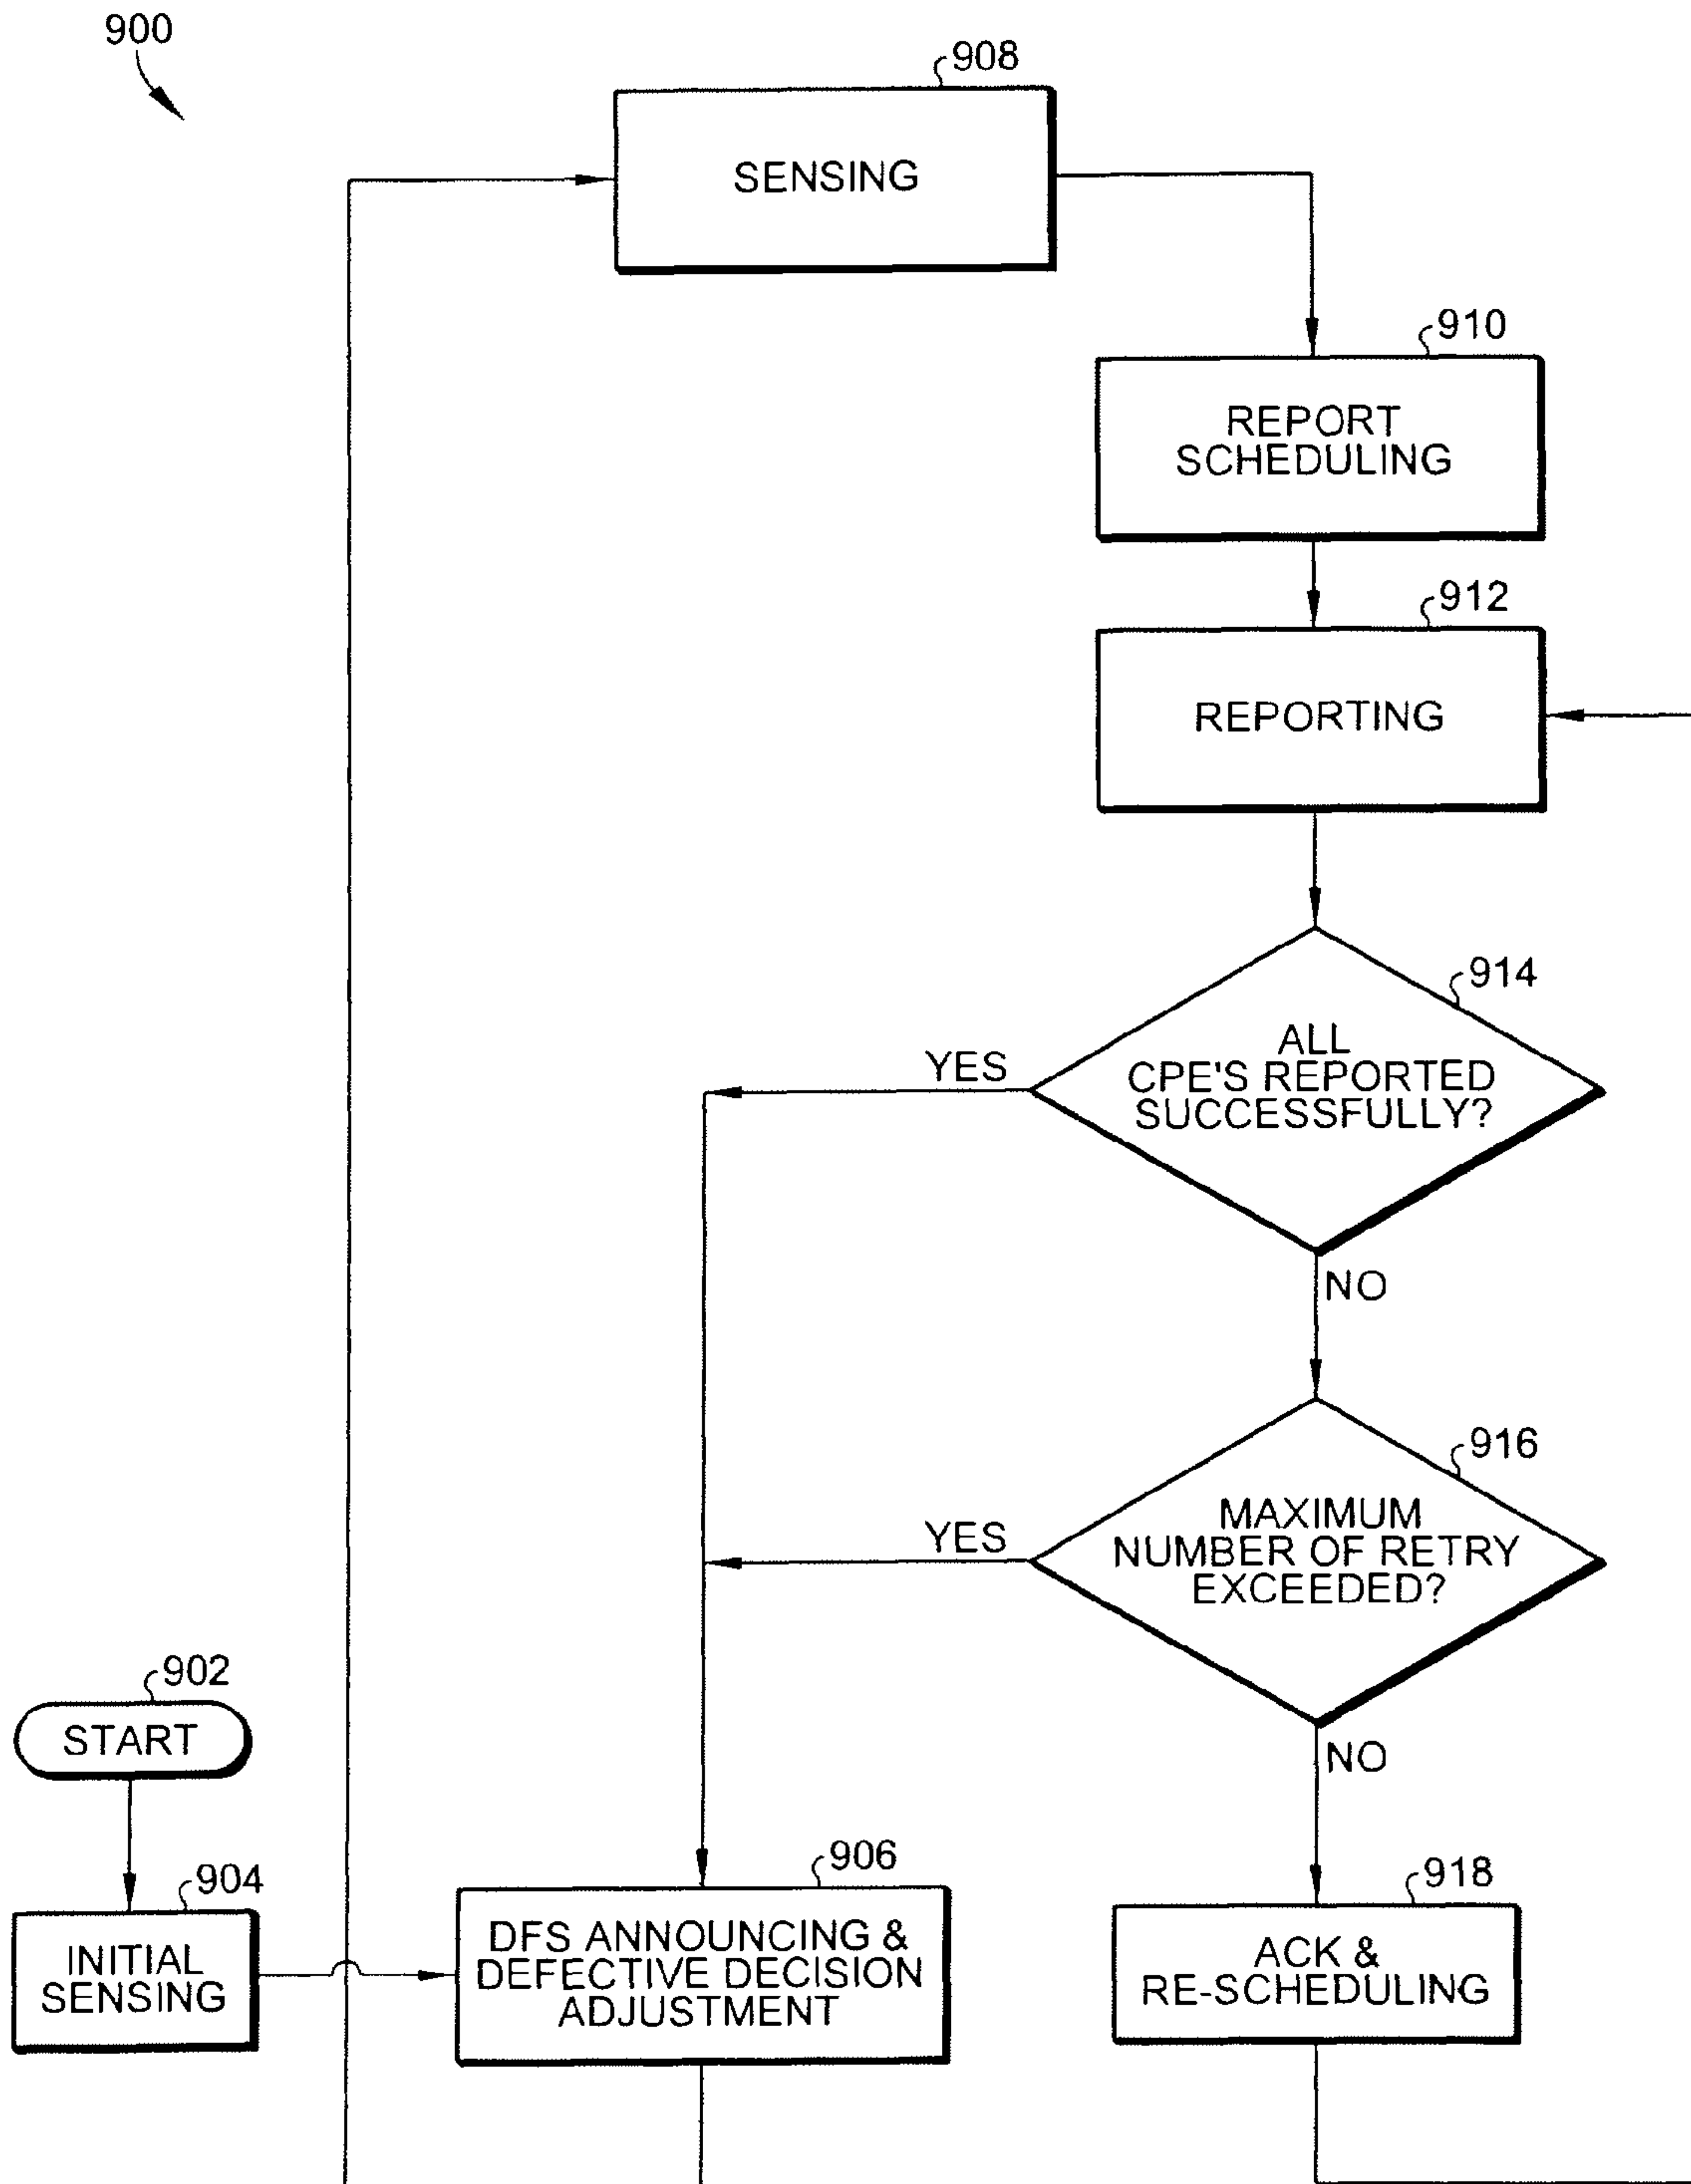 900
908
SENSING
910
REPORT
SCHEDULING
912
REPORTING
914
ALL
CPE'S REPORTED
SUCCESSFULLY?
YES
NO
916
MAXIMUM
NUMBER OF RETRY
EXCEEDED?
YES
NO
902
START
904
INITIAL
SENSING
906
DFS ANNOUNCING &
DEFECTIVE DECISION
ADJUSTMENT
918
ACK &
RE-SCHEDULING